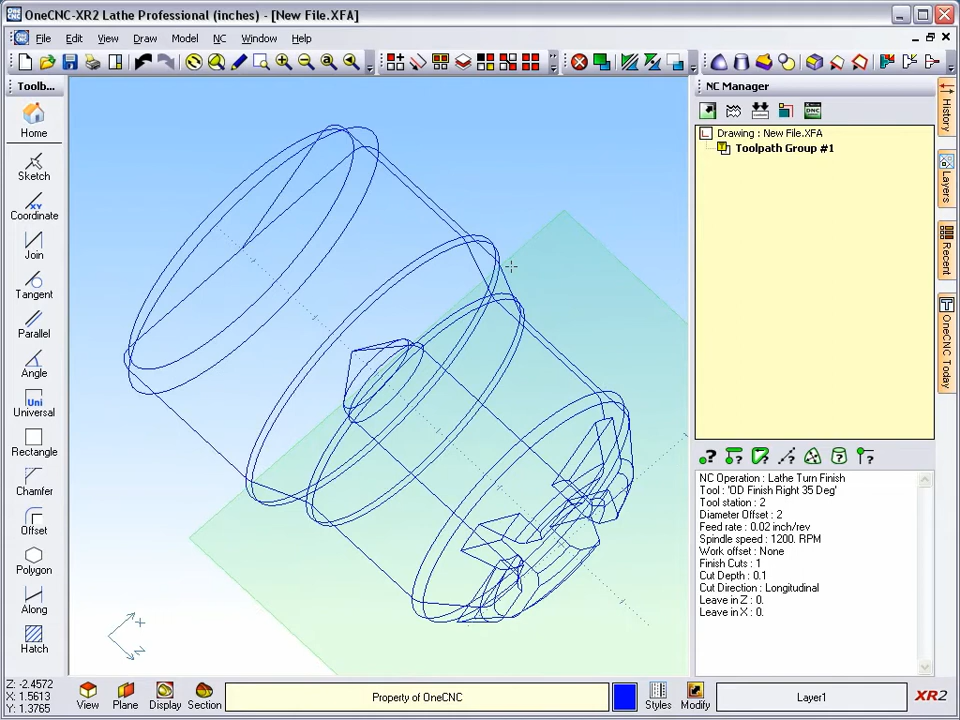 OneCNC-XR2 Lathe Professional (inches) - [New File.XFA]
File Edit View Draw Model NC Window Help
Toolb...
Home
Sketch
XY
Coordinate
Join
Tangent
Parallel
Angle
Uni
Universal
Rectangle
Chamfer
Offset
Polygon
Along
Hatch
NC Manager
Drawing : New File.XFA
Toolpath Group #1
NC Operation : Lathe Turn Finish
Tool : 'OD Finish Right 35 Deg'
Tool station : 2
Diameter Offset : 2
Feed rate : 0.02 inch/rev
Spindle speed : 1200. RPM
Work offset : None
Finish Cuts : 1
Cut Depth : 0.1
Cut Direction : Longitudinal
Leave in Z : 0.
Leave in X : 0.
History
Layers
Recent
OneCNC Today
Z: -2.4572
X: 1.5613
Y: 1.3765
View
Plane
Display
Section
Property of OneCNC
Styles
Modify
Layer1
XR2